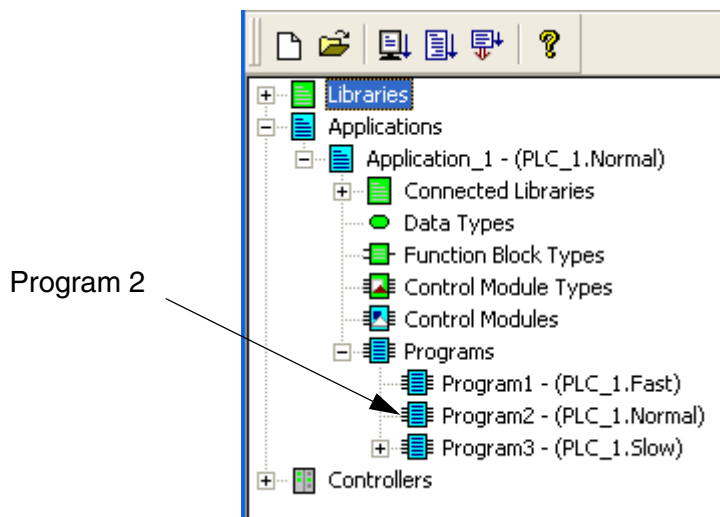 Libraries
Applications
Application_1 - (PLC_1.Normal)
Connected Libraries
Data Types
Function Block Types
Program 2
Control Module Types
Control Modules
Programs
Program1 - (PLC_1.Fast)
Program2 - (PLC_1.Normal)
Program3 - (PLC_1.Slow)
Controllers